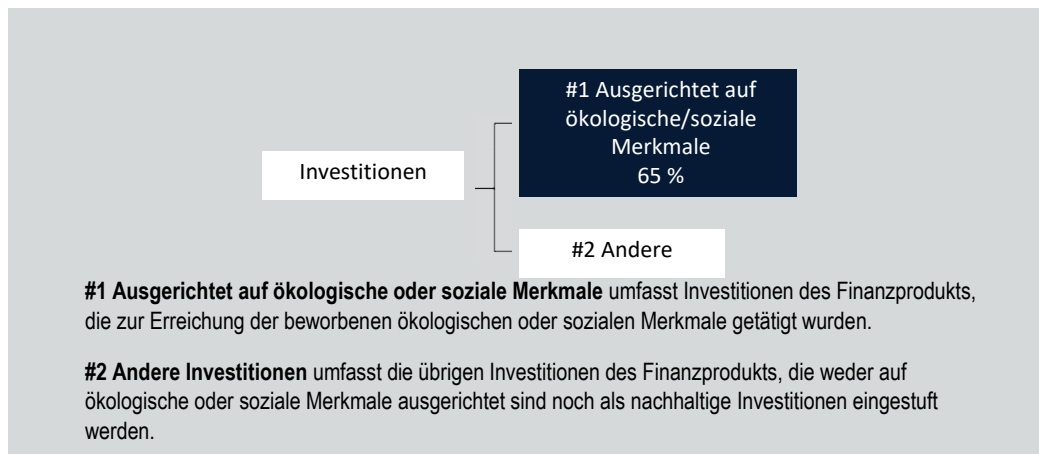 #1 Ausgerichtet auf
ökologische/soziale
Merkmale
65 %
Investitionen
#2 Andere
#1 Ausgerichtet auf ökologische oder soziale Merkmale umfasst Investitionen des Finanzprodukts,
die zur Erreichung der beworbenen ökologischen oder sozialen Merkmale getätigt wurden.
#2 Andere Investitionen umfasst die übrigen Investitionen des Finanzprodukts, die weder auf
ökologische oder soziale Merkmale ausgerichtet sind noch als nachhaltige Investitionen eingestuft
werden.